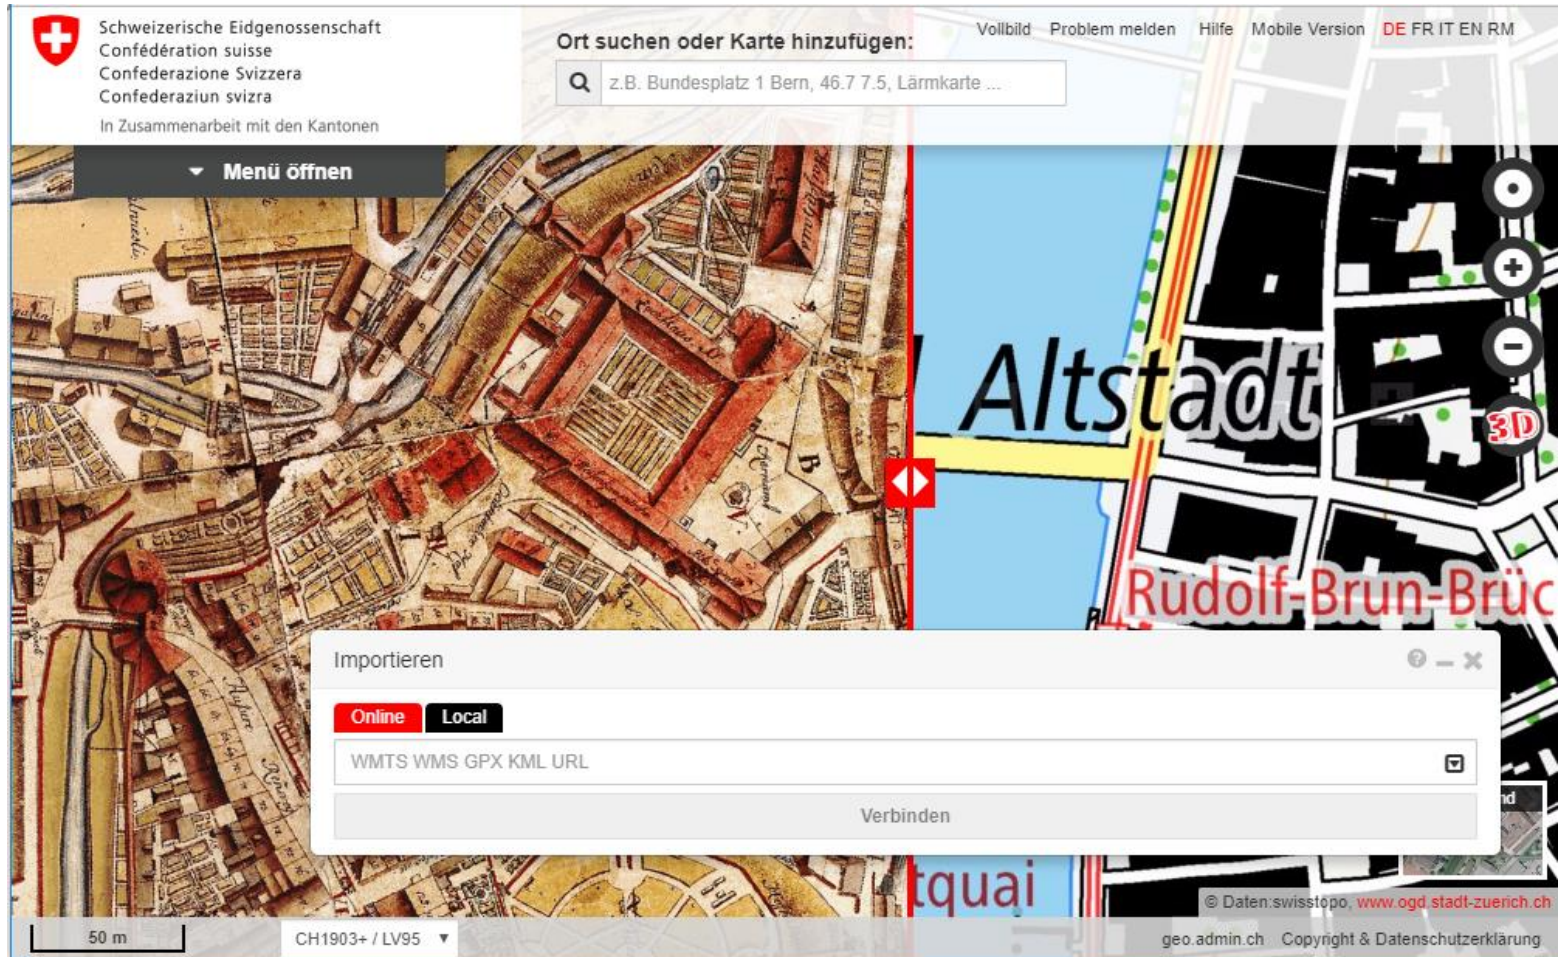 Schweizerische Eidgenossenschaft
Confédération suisse
Confederazione Svizzera
Confederaziun svizra
In Zusammenarbeit mit den Kantonen
Ort suchen oder Karte hinzufügen:
z.B. Bundesplatz 1 Bern, 46.7 7.5, Lärmkarte ...
Vollbild Problem melden Hilfe Mobile Version DE FR IT EN RM
Menü öffnen
Altstadt
3D
Rudolf-Brun-Brüc
Importieren
Online Local
WMTS WMS GPX KML URL
Verbinden
nd
tquai
© Daten:swisstopo, www.ogd.stadt-zuerich.ch
50 m
CH1903+ / LV95
geo.admin.ch Copyright & Datenschutzerklärung